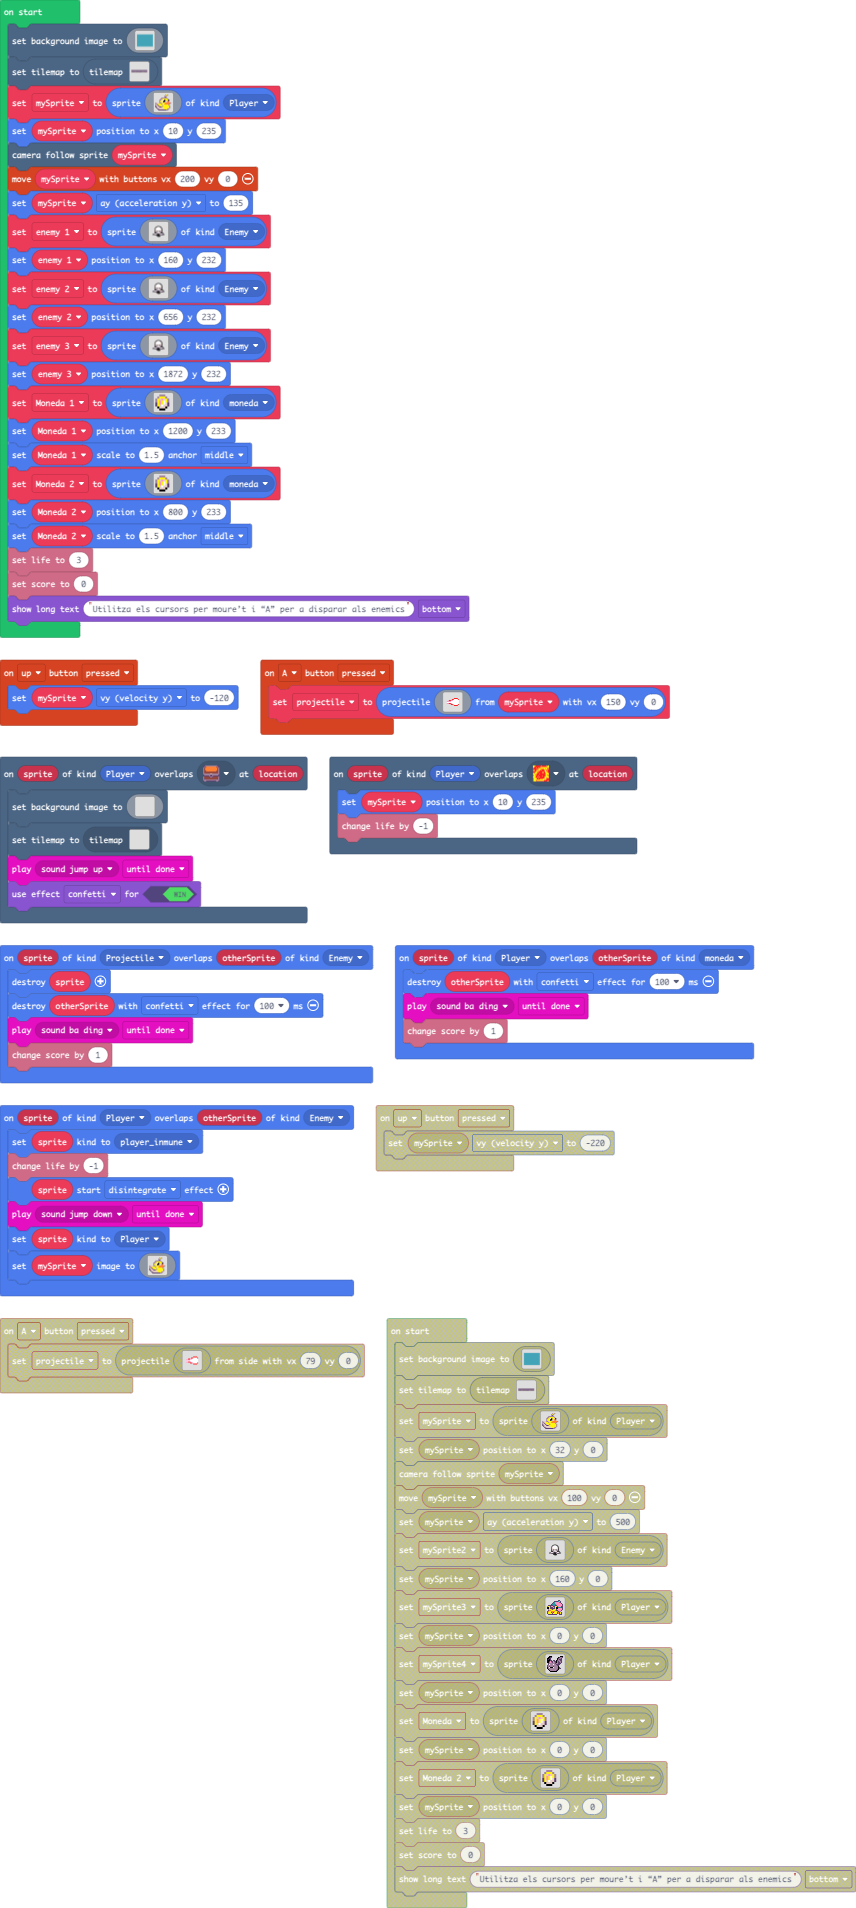 on start
set background image to
set tilemap to tilemap
set mySprite to sprite of kind Player
set mySprite position to x 10 y 235
camera follow sprite mySprite
move mySprite with buttons vx 200 vy 0
set mySprite ay (acceleration y) to 135
set enemy 1 to sprite of kind Enemy
set enemy 1 position to x 160 y 232
set enemy 2 to sprite of kind Enemy
set enemy 2 position to x 656 y 232
set enemy 3 to sprite of kind Enemy
set enemy 3 position to x 1872 y 232
set Moneda 1 to sprite of kind moneda
set Moneda 1 position to x 1200 y 233
set Moneda 1 scale to 1.5 anchor middle
set Moneda 2 to sprite of kind moneda
set Moneda 2 position to x 800 y 233
set Moneda 2 scale to 1.5 anchor middle
set life to 3
set score to 0
show long text "Utilitza els cursors per moure't i “A” per a disparar als enemics" bottom
on up button pressed
set mySprite vy (velocity y) to -120
on A button pressed
set projectile to projectile from mySprite with vx 150 vy 0
on sprite of kind Player overlaps at location
set background image to
set tilemap to tilemap
play sound jump up until done
use effect confetti for WIN
on sprite of kind Player overlaps at location
set mySprite position to x 10 y 235
change life by -1
on sprite of kind Projectile overlaps otherSprite of kind Enemy
destroy sprite
destroy otherSprite with confetti effect for 100 ms
play sound ba ding until done
change score by 1
on sprite of kind Player overlaps otherSprite of kind moneda
destroy otherSprite with confetti effect for 100 ms
play sound ba ding until done
change score by 1
on sprite of kind Player overlaps otherSprite of kind Enemy
set sprite kind to player_inmune
change life by -1
sprite start disintegrate effect
play sound jump down until done
set sprite kind to Player
set mySprite image to
on up button pressed
set mySprite vy (velocity y) to -220
on A button pressed
set projectile to projectile from side with vx 79 vy 0
on start
set background image to
set tilemap to tilemap
set mySprite to sprite of kind Player
set mySprite position to x 32 y 0
camera follow sprite mySprite
move mySprite with buttons vx 100 vy 0
set mySprite ay (acceleration y) to 500
set mySprite2 to sprite of kind Enemy
set mySprite position to x 160 y 0
set mySprite3 to sprite of kind Player
set mySprite position to x 0 y 0
set mySprite4 to sprite of kind Player
set mySprite position to x 0 y 0
set Moneda to sprite of kind Player
set mySprite position to x 0 y 0
set Moneda 2 to sprite of kind Player
set mySprite position to x 0 y 0
set life to 3
set score to 0
show long text "Utilitza els cursors per moure't i “A” per a disparar als enemics" bottom